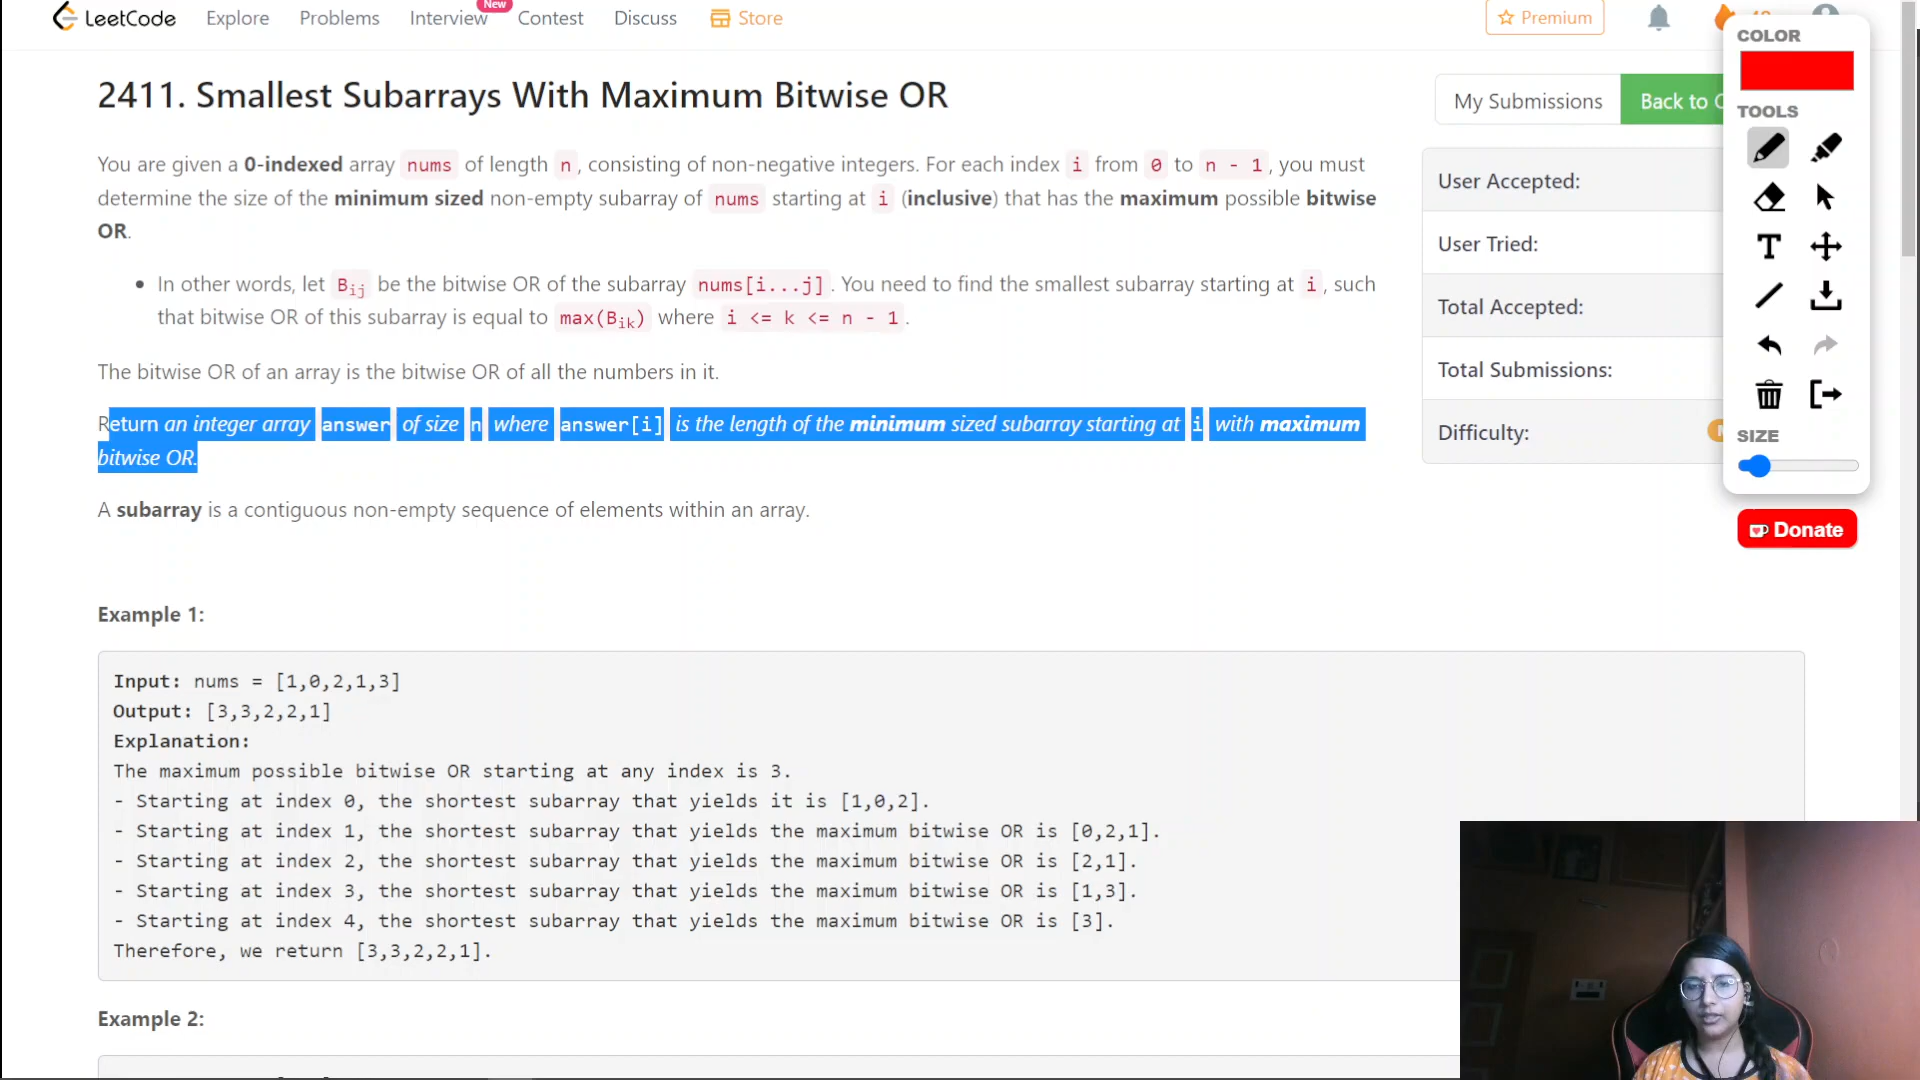 LeetCode Explore Problems Interview New Contest Discuss Store Premium
2411. Smallest Subarrays With Maximum Bitwise OR
My Submissions Back to C
You are given a 0-indexed array nums of length n, consisting of non-negative integers. For each index i from 0 to n - 1, you must
determine the size of the minimum sized non-empty subarray of nums starting at i (inclusive) that has the maximum possible bitwise
OR.
In other words, let Bij be the bitwise OR of the subarray nums[i...j]. You need to find the smallest subarray starting at i, such
that bitwise OR of this subarray is equal to max(Bik) where i <= k <= n - 1.
The bitwise OR of an array is the bitwise OR of all the numbers in it.
Return an integer array answer of size n where answer[i] is the length of the minimum sized subarray starting at i with maximum
bitwise OR.
A subarray is a contiguous non-empty sequence of elements within an array.
Example 1:
Input: nums = [1,0,2,1,3]
Output: [3,3,2,2,1]
Explanation:
The maximum possible bitwise OR starting at any index is 3.
- Starting at index 0, the shortest subarray that yields it is [1,0,2].
- Starting at index 1, the shortest subarray that yields the maximum bitwise OR is [0,2,1].
- Starting at index 2, the shortest subarray that yields the maximum bitwise OR is [2,1].
- Starting at index 3, the shortest subarray that yields the maximum bitwise OR is [1,3].
- Starting at index 4, the shortest subarray that yields the maximum bitwise OR is [3].
Therefore, we return [3,3,2,2,1].
Example 2:
User Accepted:
User Tried:
Total Accepted:
Total Submissions:
Difficulty:
COLOR
TOOLS
T
SIZE
Donate